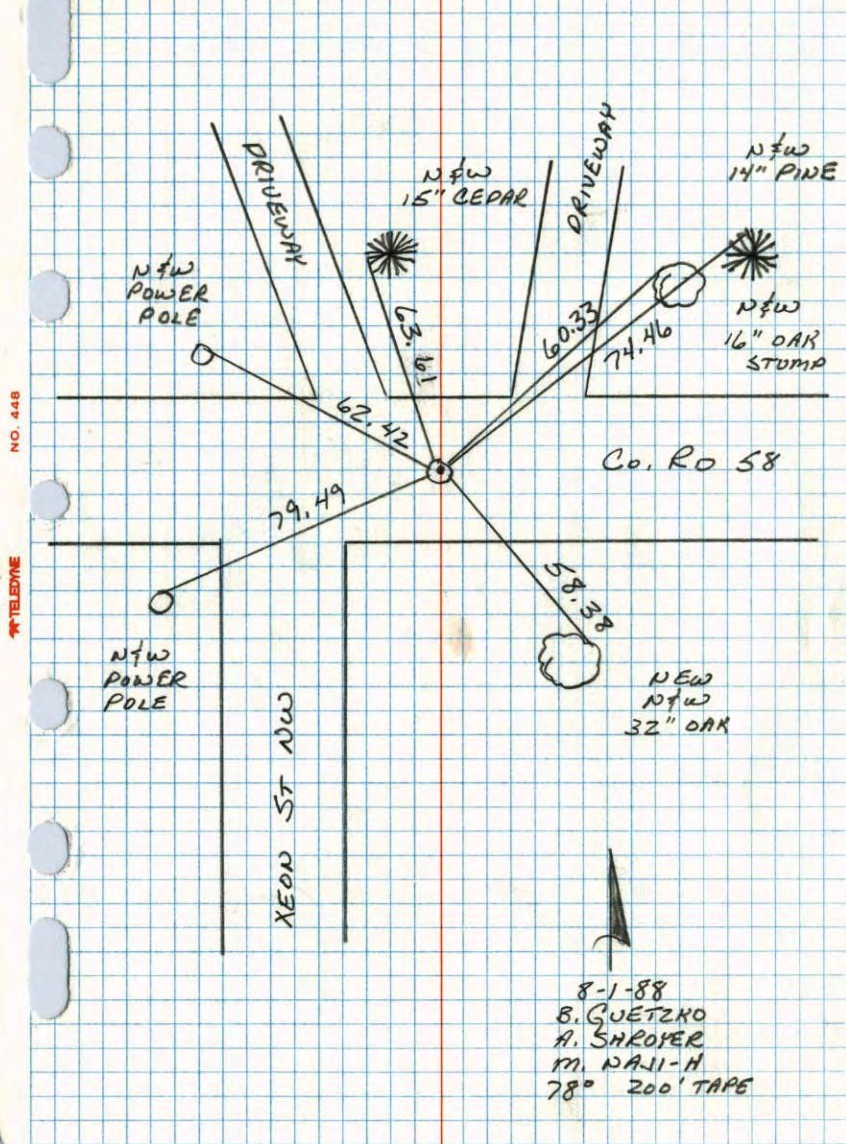 DRIVEWAY
N&W
15" CEDAR
DRIVEWAY
N&W
14" PINE
N&W
POWER
POLE
63.61
60.33
74.46
N&W
16" OAK
STUMP
62.42
Co. RD 58
79.49
58.38
N&W
POWER
POLE
NEW
N&W
32" OAK
XEON ST NW
8-1-88
B. GUETZKO
A. SHROYER
M. NAJI-H
78° 200' TAPE
NO. 448
TELEDYNE